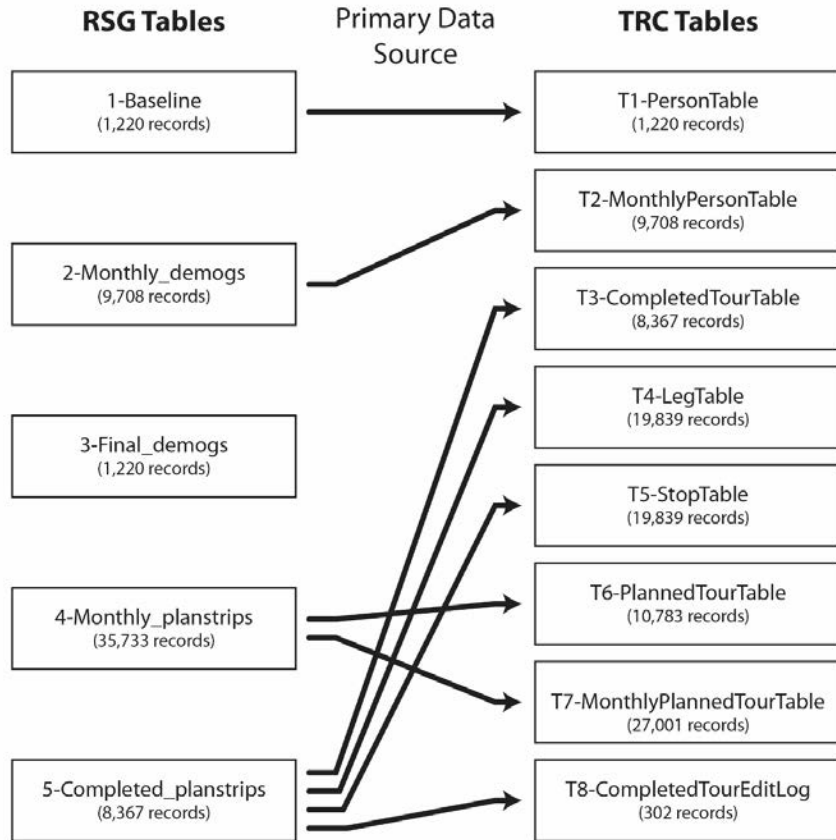 RSG Tables
Primary Data
Source
TRC Tables
1-Baseline
(1,220 records)
2-Monthly_demogs
(9,708 records)
3-Final_demogs
(1,220 records)
4-Monthly_planstrips
(35,733 records)
5-Completed_planstrips
(8,367 records)
T1-PersonTable
(1,220 records)
T2-MonthlyPersonTable
(9,708 records)
T3-CompletedTourTable
(8,367 records)
T4-LegTable
(19,839 records)
T5-StopTable
(19,839 records)
T6-PlannedTourTable
(10,783 records)
T7-MonthlyPlannedTourTable
(27,001 records)
T8-CompletedTourEditLog
(302 records)